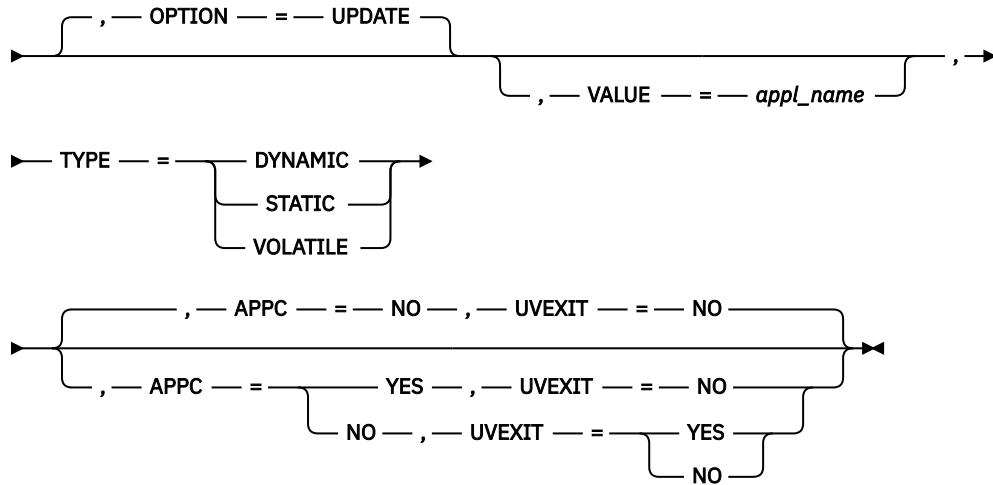 , OPTION = UPDATE
,
, VALUE = appl_name
TYPE = DYNAMIC
STATIC
VOLATILE
, APPC = NO , UVEXIT = NO
, APPC = YES , UVEXIT = NO
NO , UVEXIT = YES
NO